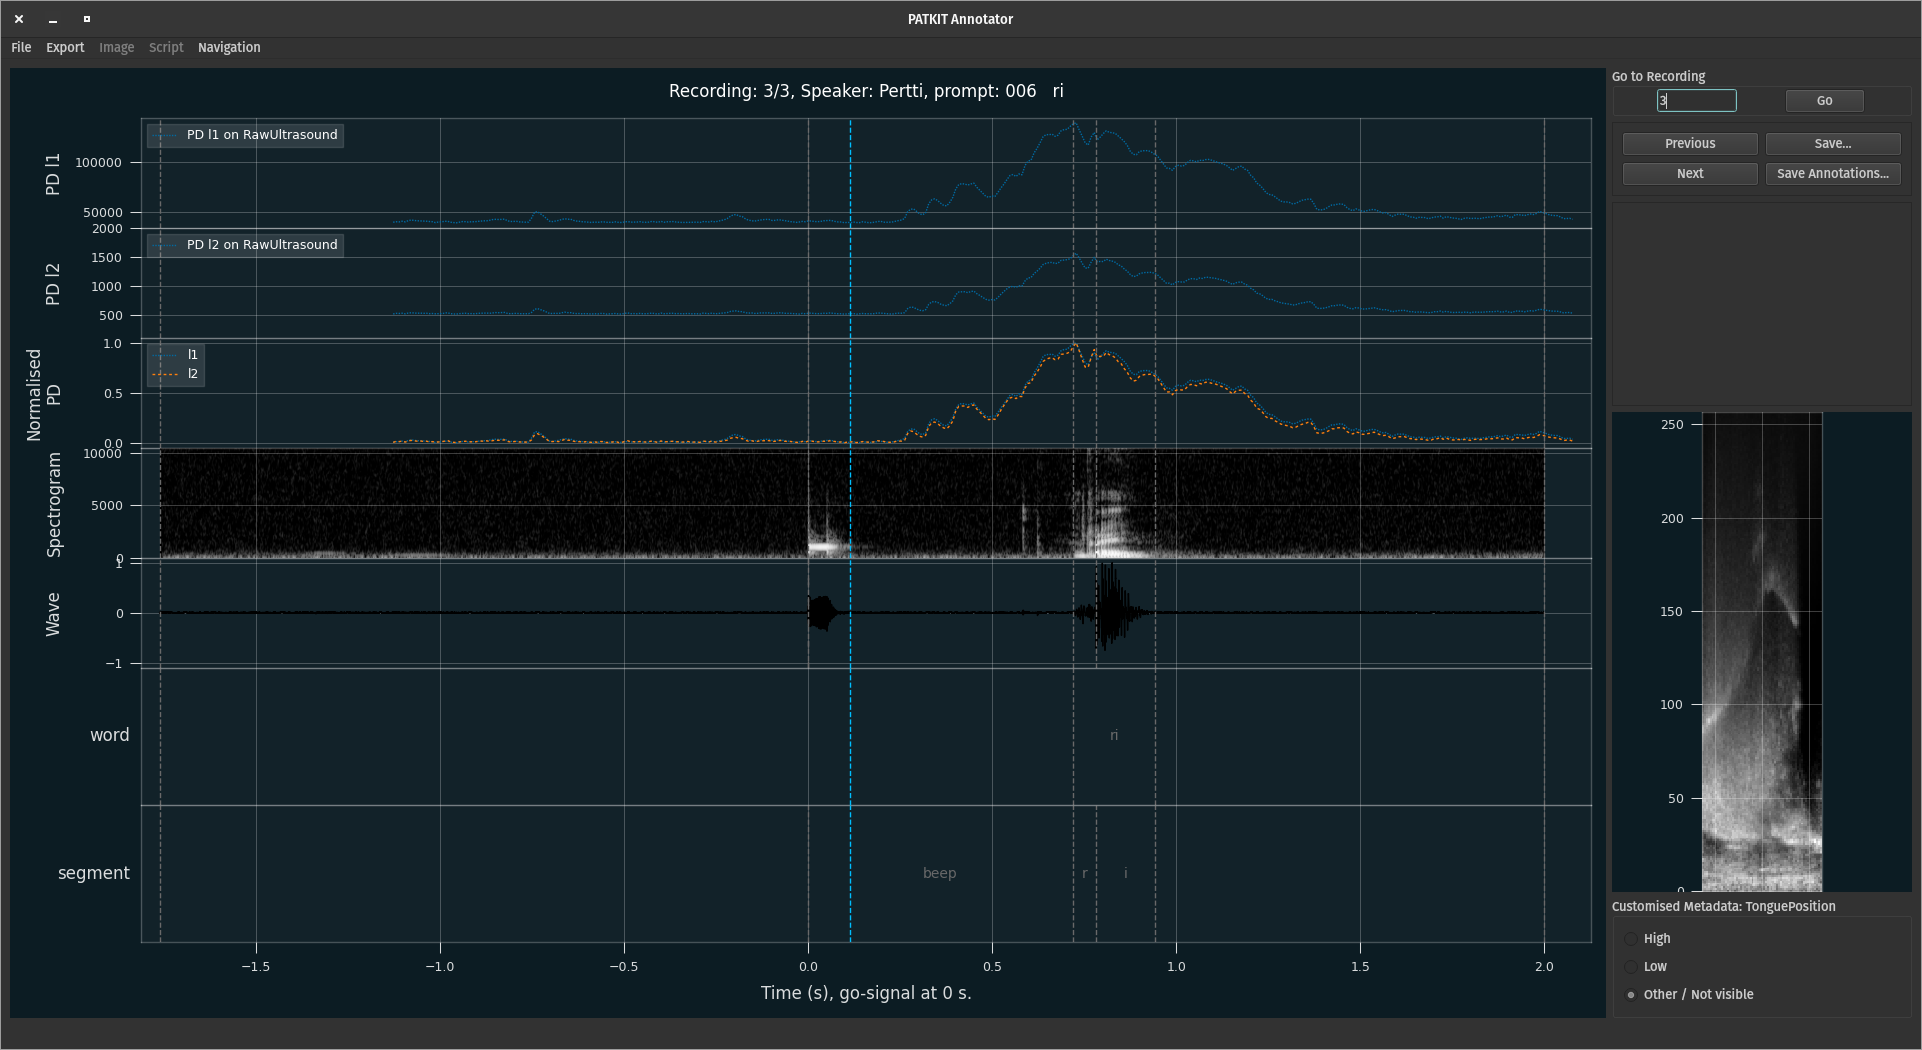 PATKIT Annotator
File Export Image Script Navigation
Recording: 3/3, Speaker: Pertti, prompt: 006 ri
PD l1
100000
50000
PD l1 on RawUltrasound
PD l2
2000
1500
1000
500
PD l2 on RawUltrasound
Normalised
PD
1.0
0.5
0.0
l1
l2
Spectrogram
10000
5000
0
Wave
1
0
−1
word
ri
segment
beep r i
−1.5 −1.0 −0.5 0.0 0.5 1.0 1.5 2.0
Time (s), go-signal at 0 s.
Go to Recording
3 Go
Previous Save...
Next Save Annotations...
250
200
150
100
50
0
Customised Metadata: TonguePosition
High
Low
Other / Not visible